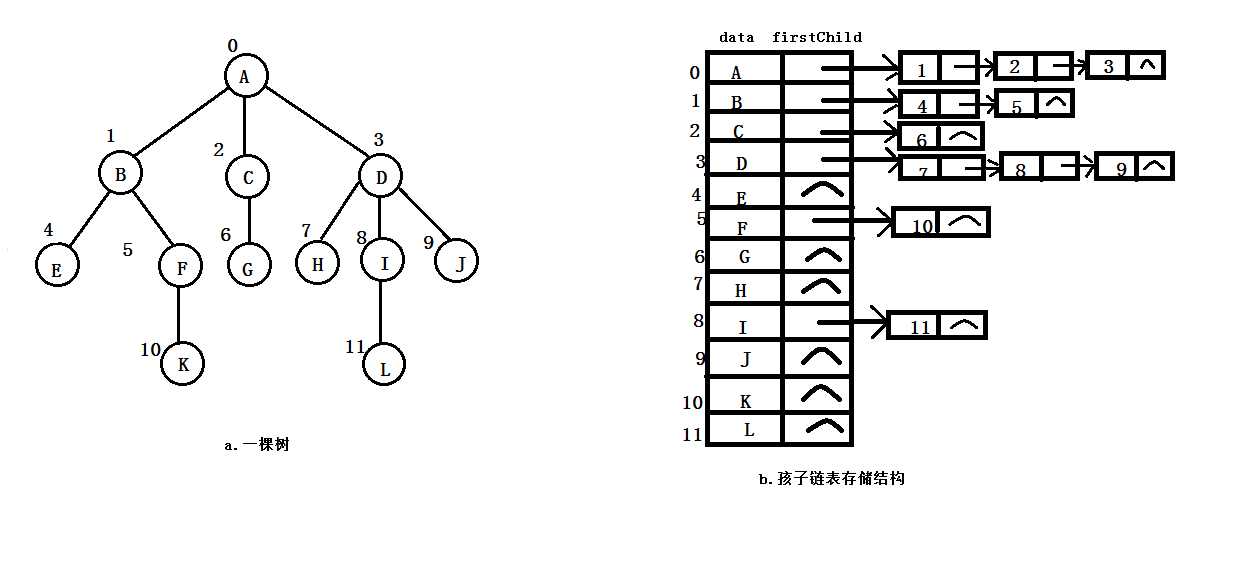 0
A
1
2
3
B
C
D
4
5
6
7
8
9
E
F
G
H
I
J
10
11
K
L
a.一棵树
data firstChild
0 A 1 2 3 ^
1 B 4 5 ^
2 C 6 ^
3 D 7 8 9 ^
4 E ^
5 F 10 ^
6 G ^
7 H ^
8 I 11 ^
9 J ^
10 K ^
11 L ^
b.孩子链表存储结构